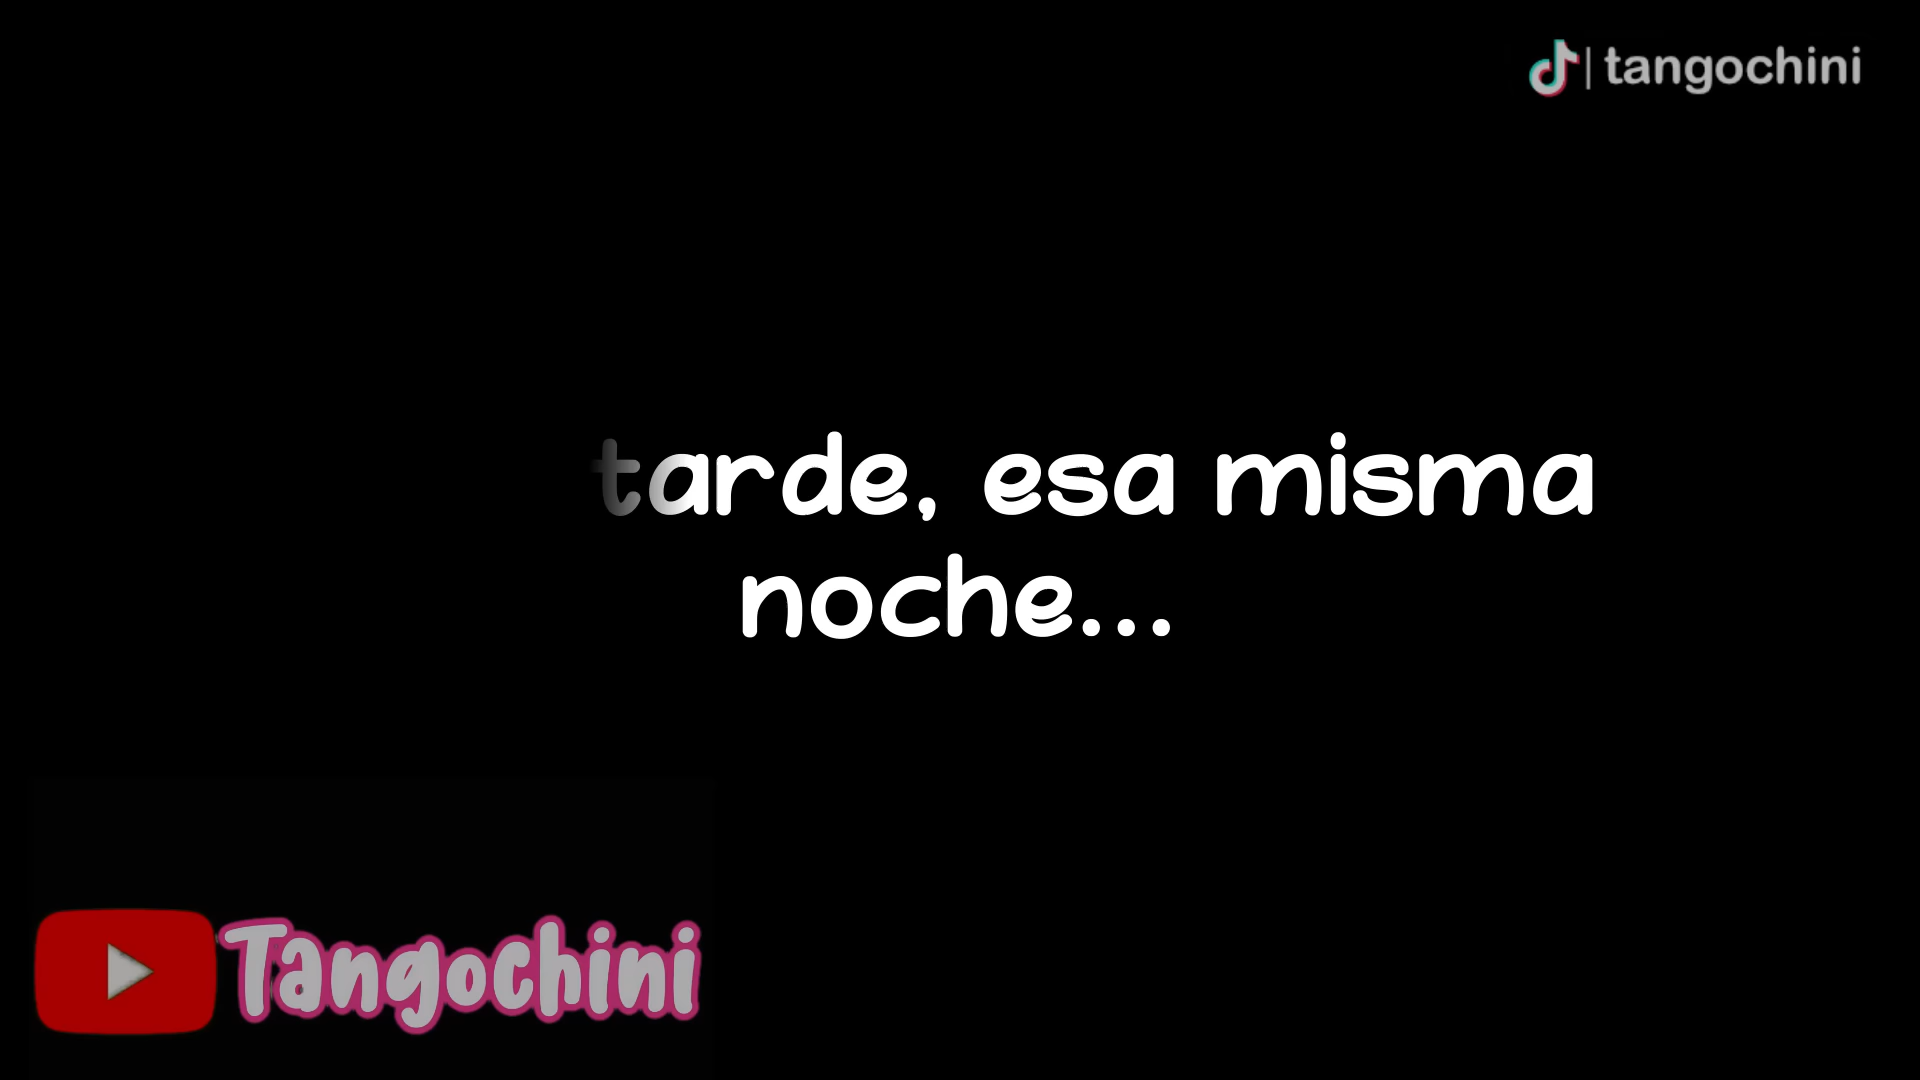 tangochini
tarde, esa misma
noche...
Tangochini